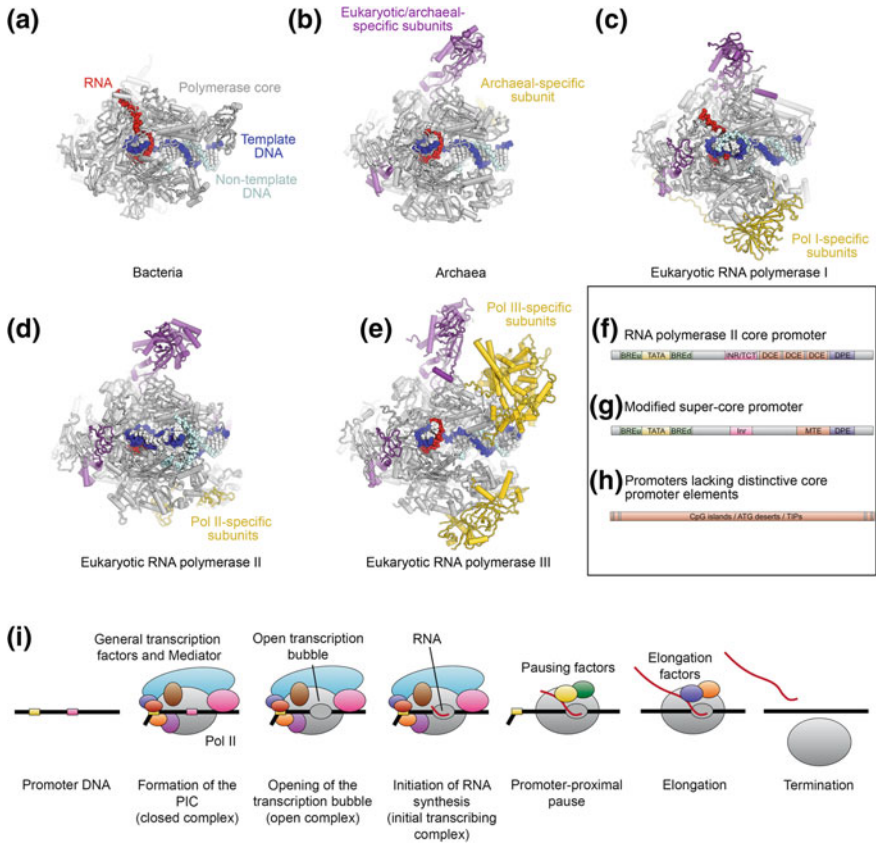 (a)
RNA
Polymerase core
Template
DNA
Non-template
DNA
Bacteria
(b)
Eukaryotic/archaeal-
specific subunits
Archaeal-specific
subunit
Archaea
(c)
Pol I-specific
subunits
Eukaryotic RNA polymerase I
(d)
Pol II-specific
subunits
Eukaryotic RNA polymerase II
(e)
Pol III-specific
subunits
Eukaryotic RNA polymerase III
(f) RNA polymerase II core promoter
BREu TATA BREd INR/TCT DCE DCE DCE DPE
(g) Modified super-core promoter
BREu TATA BREd Inr MTE DPE
(h) Promoters lacking distinctive core
promoter elements
CpG islands / ATG deserts / TIPs
(i)
Promoter DNA
General transcription
factors and Mediator
Pol II
Formation of the
PIC
(closed complex)
Open transcription
bubble
Opening of the
transcription bubble
(open complex)
RNA
Initiation of RNA
synthesis
(initial transcribing
complex)
Pausing factors
Promoter-proximal
pause
Elongation
factors
Elongation
Termination